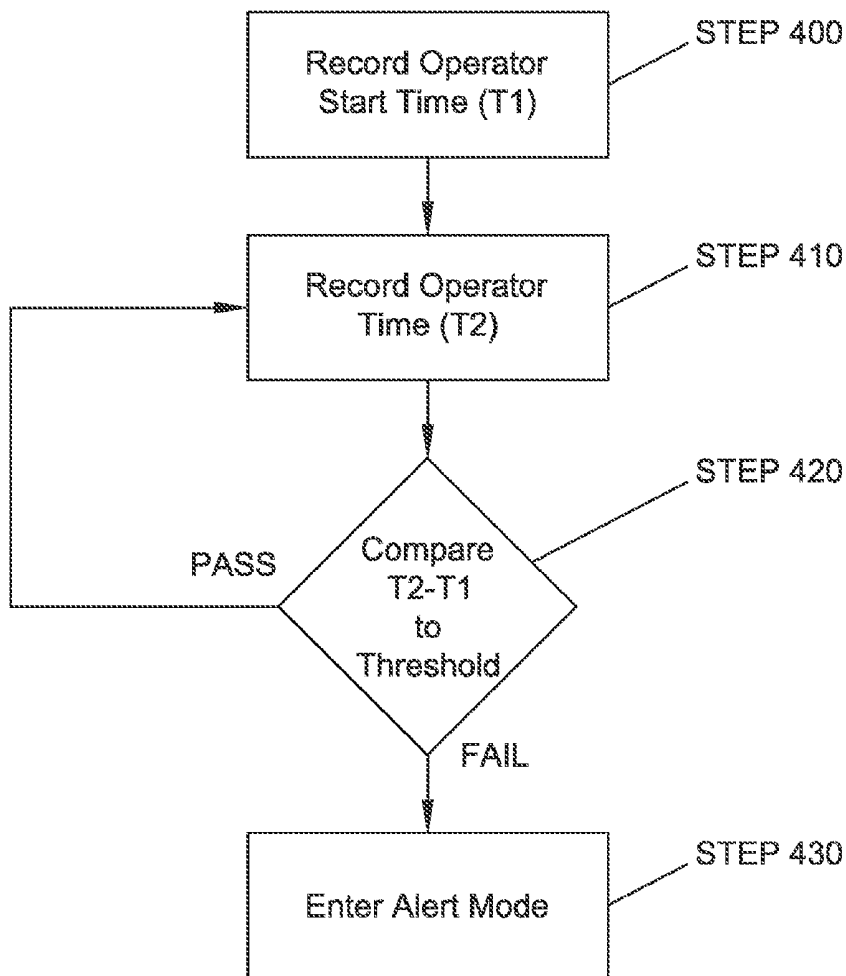 Record Operator
Start Time (T1)
STEP 400
Record Operator
Time (T2)
STEP 410
Compare
T2-T1
to
Threshold
STEP 420
PASS
FAIL
Enter Alert Mode
STEP 430